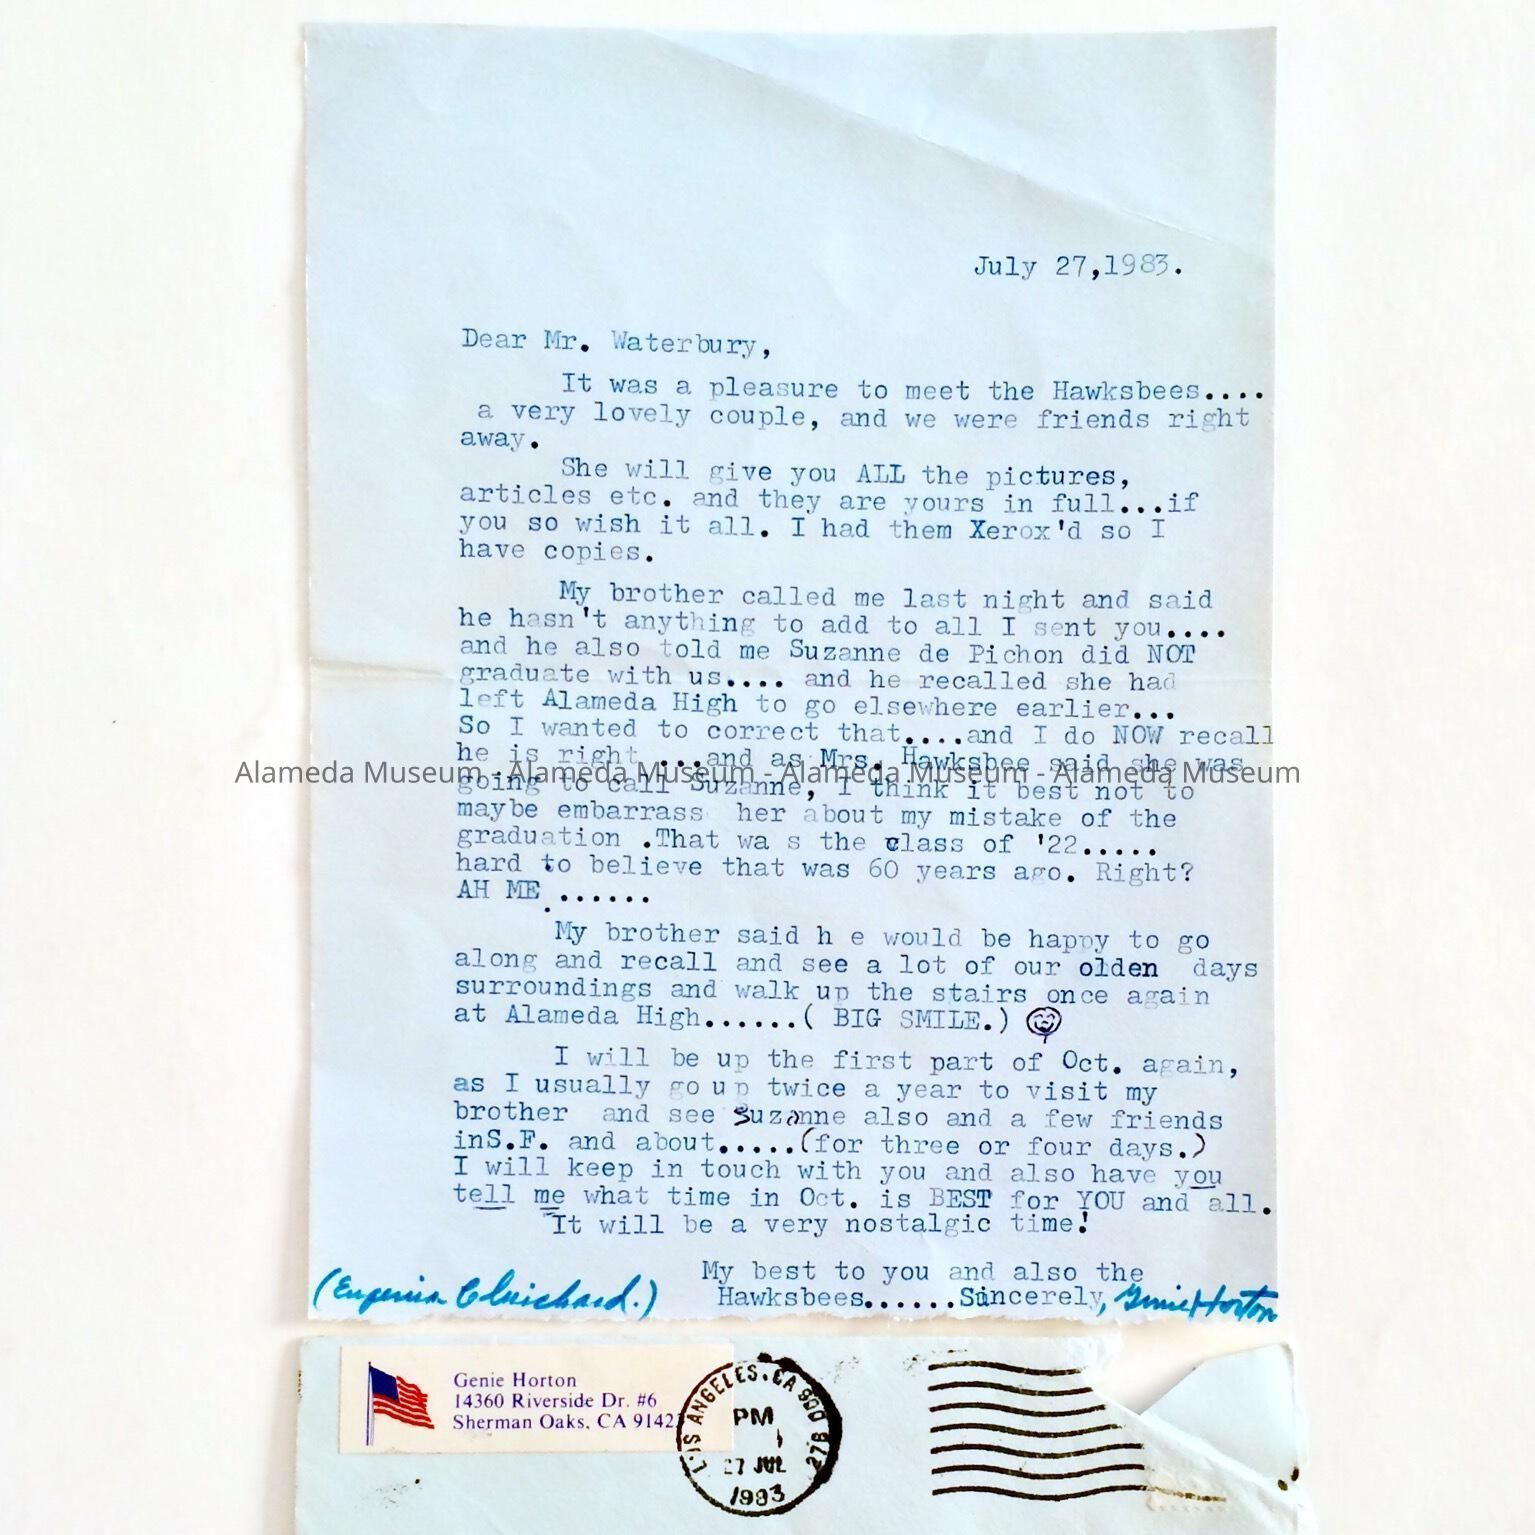 July 27,1983.
Dear Mr. Waterbury,
It was a pleasure to meet the Hawksbees....
a very lovely couple, and we were friends right
away.
She will give you ALL the pictures,
articles etc. and they are yours in full...if
you so wish it all. I had them Xerox'd so I
have copies.
My brother called me last night and said
he hasn't anything to add to all I sent you....
and he also told me Suzanne de Pichon did NOT
graduate with us.... and he recalled she had
left Alameda High to go elsewhere earlier...
So I wanted to correct that....and I do NOW recall
he is right ...and as Mrs. Hawksbee said she was
Alameda Museum - Alameda Museum - Alameda Museum - Alameda Museum
going to call Suzanne, I think it best not to
maybe embarrass her about my mistake of the
graduation .That wa s the class of '22.....
hard to believe that was 60 years ago. Right?
AH ME ......
My brother said h e would be happy to go
along and recall and see a lot of our olden days
surroundings and walk up the stairs once again
at Alameda High......( BIG SMILE.)
I will be up the first part of Oct. again,
as I usually go up twice a year to visit my
brother and see Suzanne also and a few friends
inS.F. and about.....(for three or four days.)
I will keep in touch with you and also have you
tell me what time in Oct. is BEST for YOU and all.
It will be a very nostalgic time!
My best to you and also the
Hawksbees......Sincerely, Genie Horton
(Eugenia
Genie Horton
14360 Riverside Dr. #6
Sherman Oaks, CA 9142
LOS ANGELES, CA 900
PM
27 JUL
1983
27B